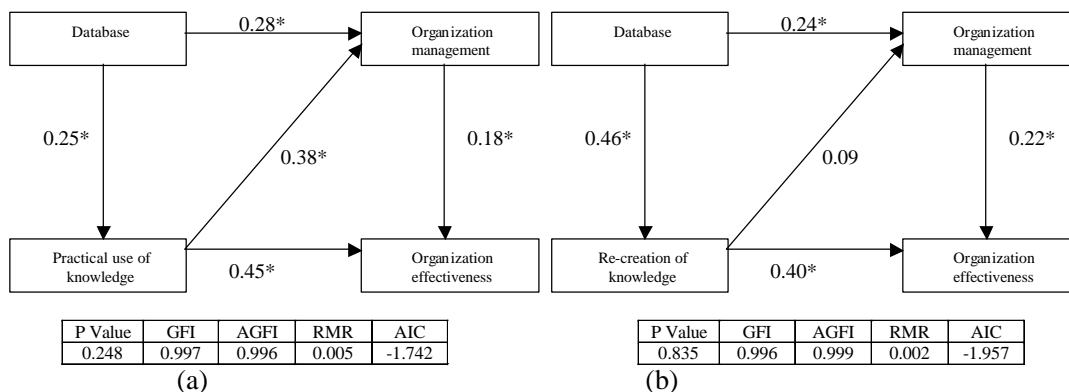 Database
0.28*
Organization
management
0.25*
0.38*
0.18*
Practical use of
knowledge
0.45*
Organization
effectiveness
P Value GFI AGFI RMR AIC
0.248 0.997 0.996 0.005 -1.742
(a)
Database
0.24*
Organization
management
0.46*
0.09
0.22*
Re-creation of
knowledge
0.40*
Organization
effectiveness
P Value GFI AGFI RMR AIC
0.835 0.996 0.999 0.002 -1.957
(b)